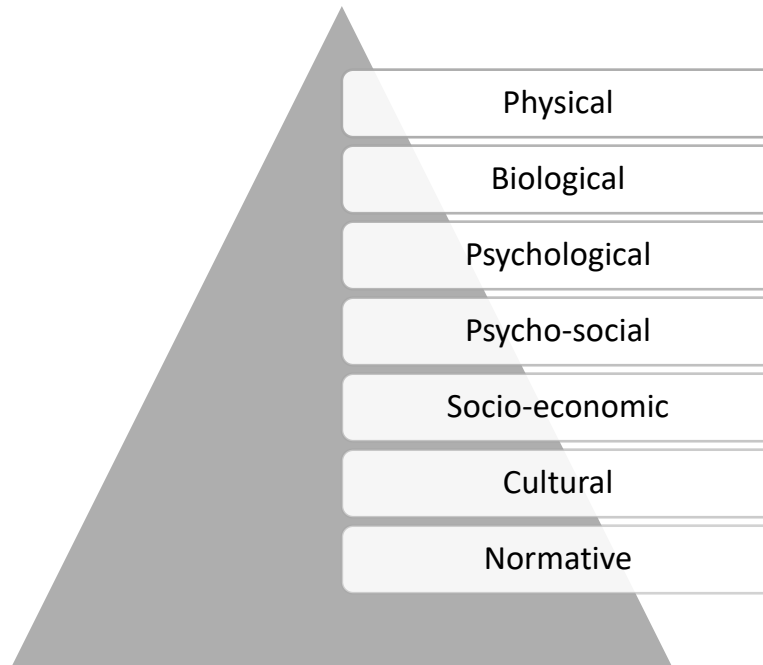 Physical
Biological
Psychological
Psycho-social
Socio-economic
Cultural
Normative